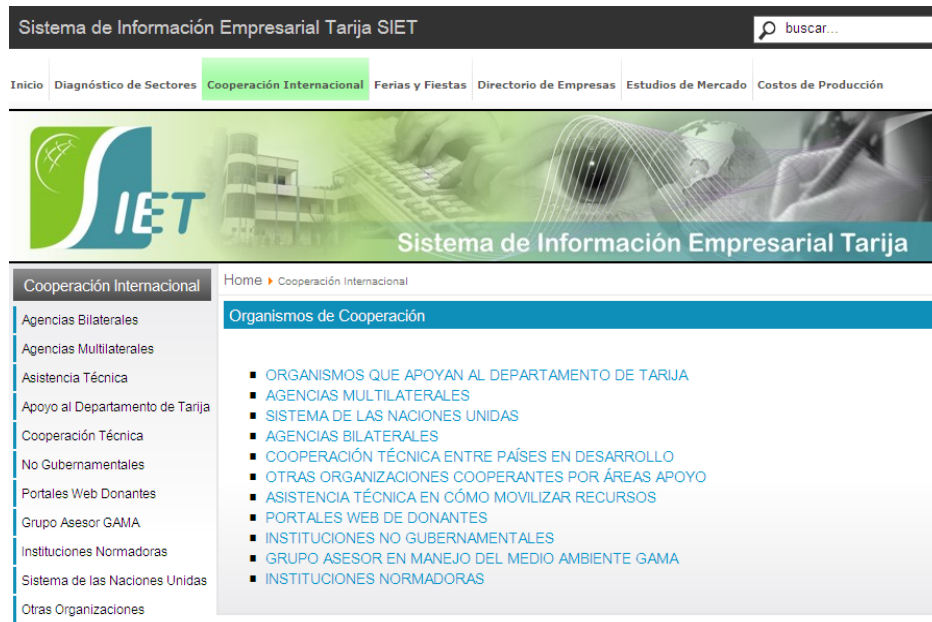 Sistema de Información Empresarial Tarija SIET
buscar...
Inicio Diagnóstico de Sectores Cooperación Internacional Ferias y Fiestas Directorio de Empresas Estudios de Mercado Costos de Producción
SIET
Sistema de Información Empresarial Tarija
Cooperación Internacional
Agencias Bilaterales
Agencias Multilaterales
Asistencia Técnica
Apoyo al Departamento de Tarija
Cooperación Técnica
No Gubernamentales
Portales Web Donantes
Grupo Asesor GAMA
Instituciones Normadoras
Sistema de las Naciones Unidas
Otras Organizaciones
Home Cooperación Internacional
Organismos de Cooperación
ORGANISMOS QUE APOYAN AL DEPARTAMENTO DE TARIJA
AGENCIAS MULTILATERALES
SISTEMA DE LAS NACIONES UNIDAS
AGENCIAS BILATERALES
COOPERACIÓN TÉCNICA ENTRE PAÍSES EN DESARROLLO
OTRAS ORGANIZACIONES COOPERANTES POR ÁREAS APOYO
ASISTENCIA TÉCNICA EN CÓMO MOVILIZAR RECURSOS
PORTALES WEB DE DONANTES
INSTITUCIONES NO GUBERNAMENTALES
GRUPO ASESOR EN MANEJO DEL MEDIO AMBIENTE GAMA
INSTITUCIONES NORMADORAS